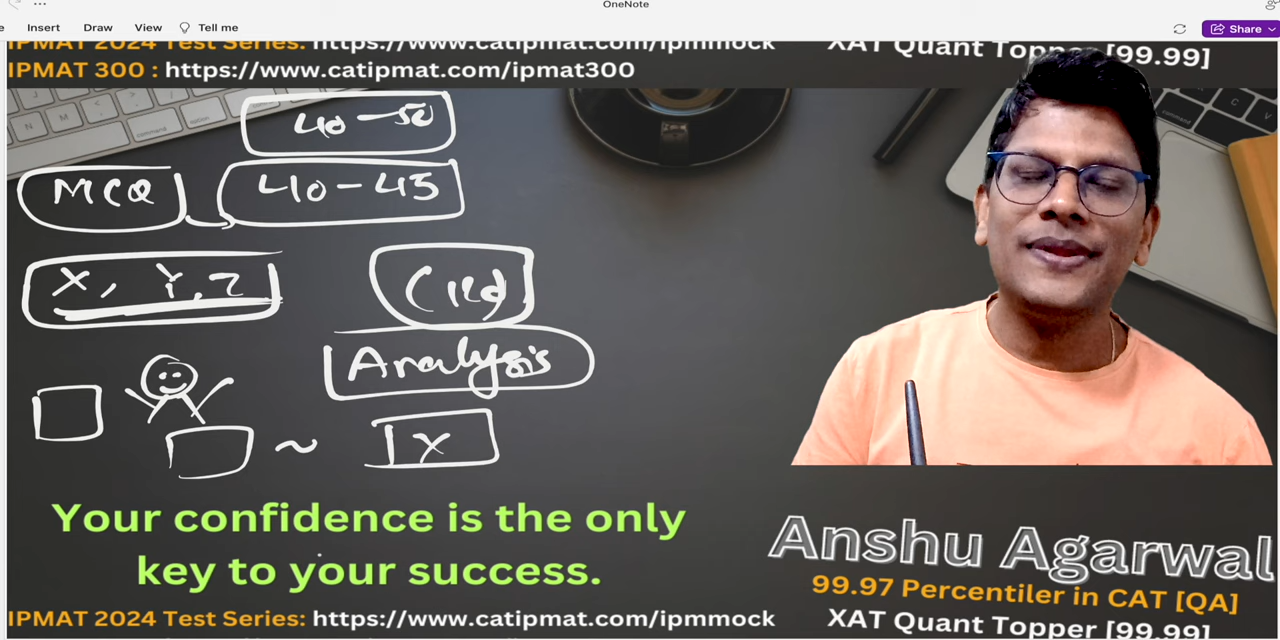 OneNote
Insert Draw View Tell me Share
IPMAT 2024 Test Series: https://www.catipmat.com/ipmmock
XAT Quant Topper [99.99]
IPMAT 300 : https://www.catipmat.com/ipmat300
40-50
MCQ 40-45
X, Y, Z
Analysis
~ X
Your confidence is the only
key to your success.
Anshu Agarwal
99.97 Percentiler in CAT [QA]
IPMAT 2024 Test Series: https://www.catipmat.com/ipmmock
XAT Quant Topper [99.99]